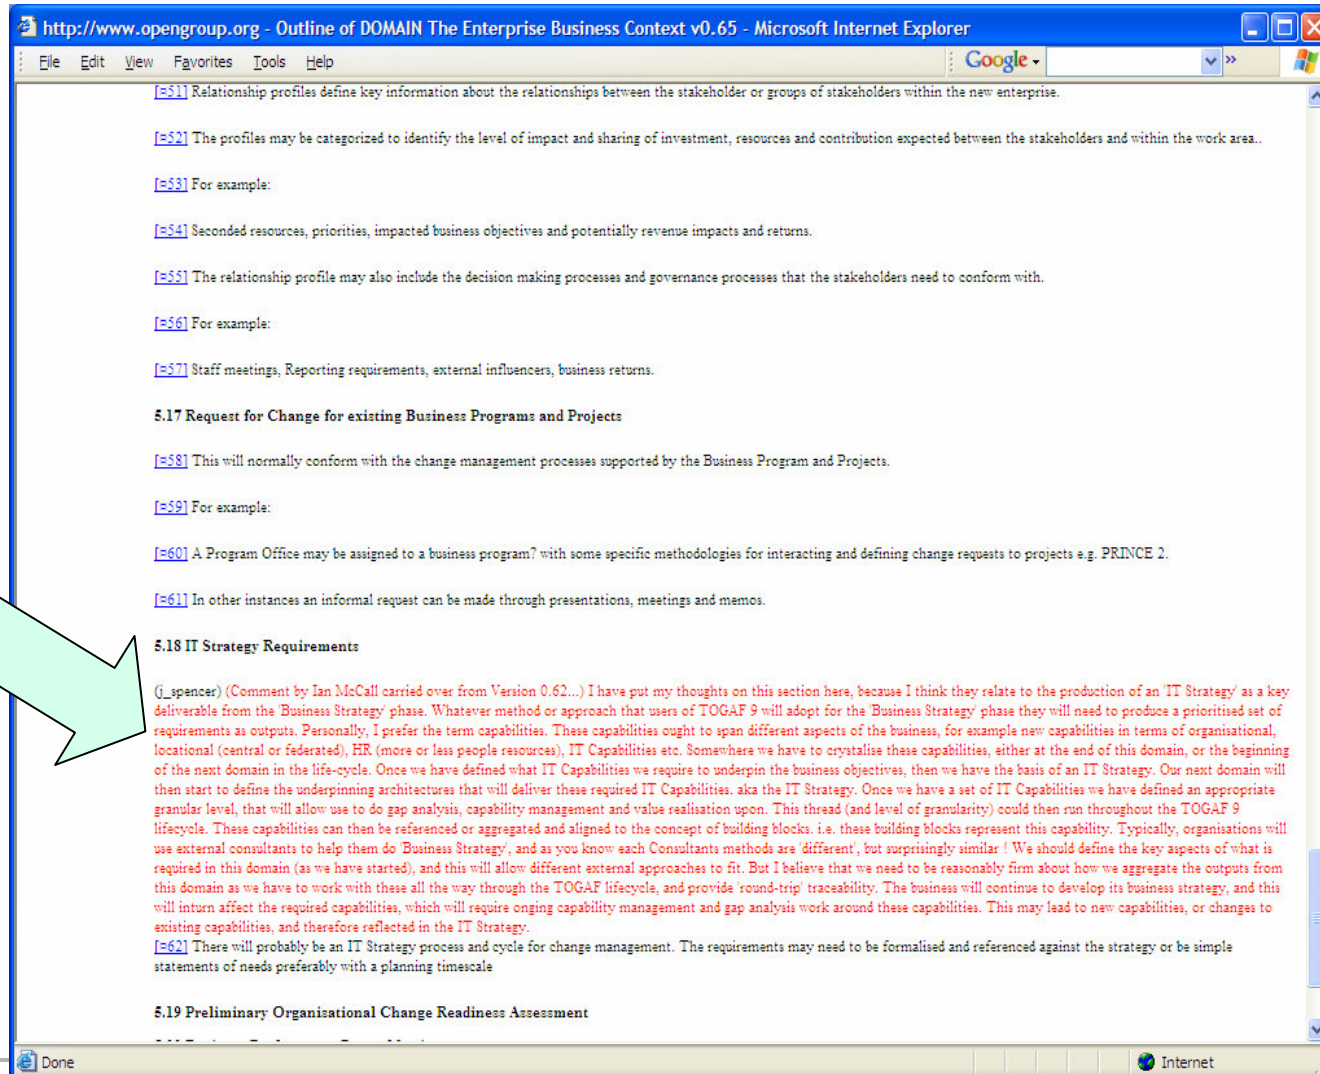 http://www.opengroup.org - Outline of DOMAIN The Enterprise Business Context v0.65 - Microsoft Internet Explorer
File Edit View Favorites Tools Help Google
[¤51] Relationship profiles define key information about the relationships between the stakeholder or groups of stakeholders within the new enterprise.
[¤52] The profiles may be categorized to identify the level of impact and sharing of investment, resources and contribution expected between the stakeholders and within the work area..
[¤53] For example:
[¤54] Seconded resources, priorities, impacted business objectives and potentially revenue impacts and returns.
[¤55] The relationship profile may also include the decision making processes and governance processes that the stakeholders need to conform with.
[¤56] For example:
[¤57] Staff meetings, Reporting requirements, external influencers, business returns.
5.17 Request for Change for existing Business Programs and Projects
[¤58] This will normally conform with the change management processes supported by the Business Program and Projects.
[¤59] For example:
[¤60] A Program Office may be assigned to a business program? with some specific methodologies for interacting and defining change requests to projects e.g. PRINCE 2.
[¤61] In other instances an informal request can be made through presentations, meetings and memos.
5.18 IT Strategy Requirements
(j_spencer) (Comment by Ian McCall carried over from Version 0.62...) I have put my thoughts on this section here, because I think they relate to the production of an 'IT Strategy' as a key
deliverable from the 'Business Strategy' phase. Whatever method or approach that users of TOGAF 9 will adopt for the 'Business Strategy' phase they will need to produce a prioritised set of
requirements as outputs. Personally, I prefer the term capabilities. These capabilities ought to span different aspects of the business, for example new capabilities in terms of organisational,
locational (central or federated), HR (more or less people resources), IT Capabilities etc. Somewhere we have to crystalise these capabilities, either at the end of this domain, or the beginning
of the next domain in the life-cycle. Once we have defined what IT Capabilities we require to underpin the business objectives, then we have the basis of an IT Strategy. Our next domain will
then start to define the underpinning architectures that will deliver these required IT Capabilities. aka the IT Strategy. Once we have a set of IT Capabilities we have defined an appropriate
granular level, that will allow use to do gap analysis, capability management and value realisation upon. This thread (and level of granularity) could then run throughout the TOGAF 9
lifecycle. These capabilities can then be referenced or aggregated and aligned to the concept of building blocks. i.e. these building blocks represent this capability. Typically, organisations will
use external consultants to help them do 'Business Strategy', and as you know each Consultants methods are 'different', but surprisingly similar ! We should define the key aspects of what is
required in this domain (as we have started), and this will allow different external approaches to fit. But I believe that we need to be reasonably firm about how we aggregate the outputs from
this domain as we have to work with these all the way through the TOGAF lifecycle, and provide 'round-trip' traceability. The business will continue to develop its business strategy, and this
will inturn affect the required capabilities, which will require onging capability management and gap analysis work around these capabilities. This may lead to new capabilities, or changes to
existing capabilities, and therefore reflected in the IT Strategy.
[¤62] There will probably be an IT Strategy process and cycle for change management. The requirements may need to be formalised and referenced against the strategy or be simple
statements of needs preferably with a planning timescale
5.19 Preliminary Organisational Change Readiness Assessment
Done Internet